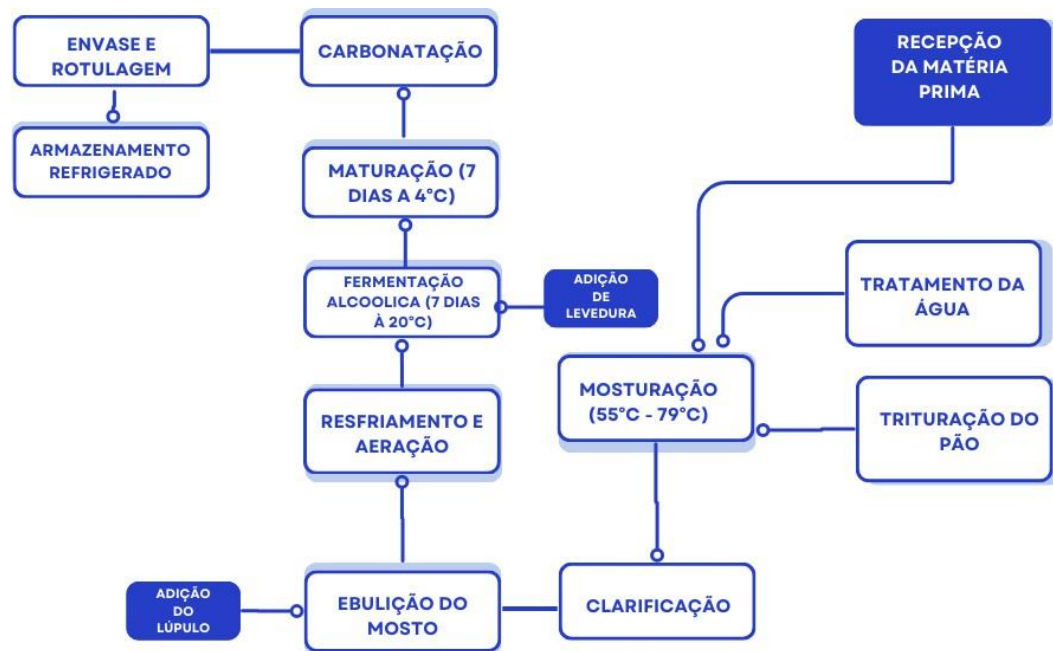 ENVASE E
ROTULAGEM
CARBONATAÇÃO
RECEPÇÃO
DA MATÉRIA
PRIMA
ARMAZENAMENTO
REFRIGERADO
MATURAÇÃO (7
DIAS A 4°C)
FERMENTAÇÃO
ALCOOLICA (7 DIAS
À 20°C)
ADIÇÃO
DE
LEVEDURA
TRATAMENTO DA
ÁGUA
MOSTURAÇÃO
(55°C - 79°C)
RESFRIAMENTO E
AERAÇÃO
TRITURAÇÃO DO
PÃO
ADIÇÃO
DO
LÚPULO
EBULIÇÃO DO
MOSTO
CLARIFICAÇÃO